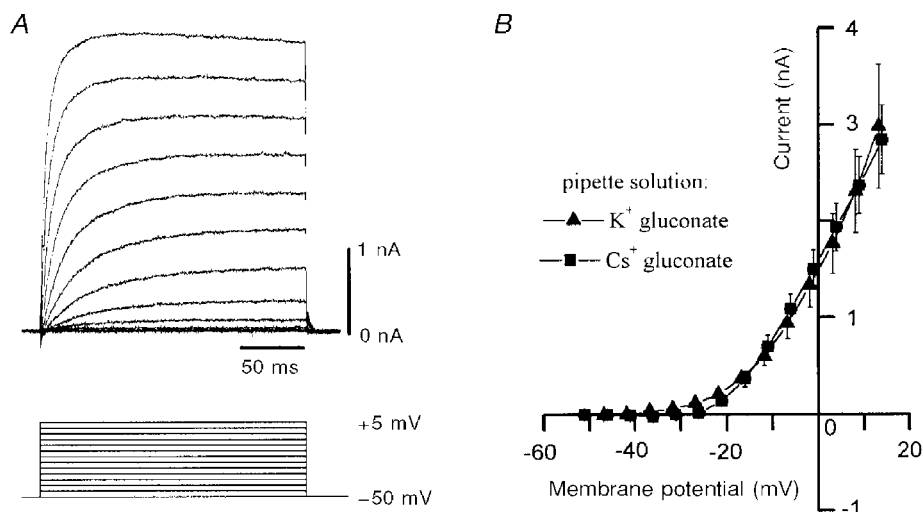 A
1 nA
0 nA
50 ms
+5 mV
−50 mV
B
Current (nA)
4
3
2
1
0
-1
-60
-40
-20
20
Membrane potential (mV)
pipette solution:
K+ gluconate
Cs+ gluconate